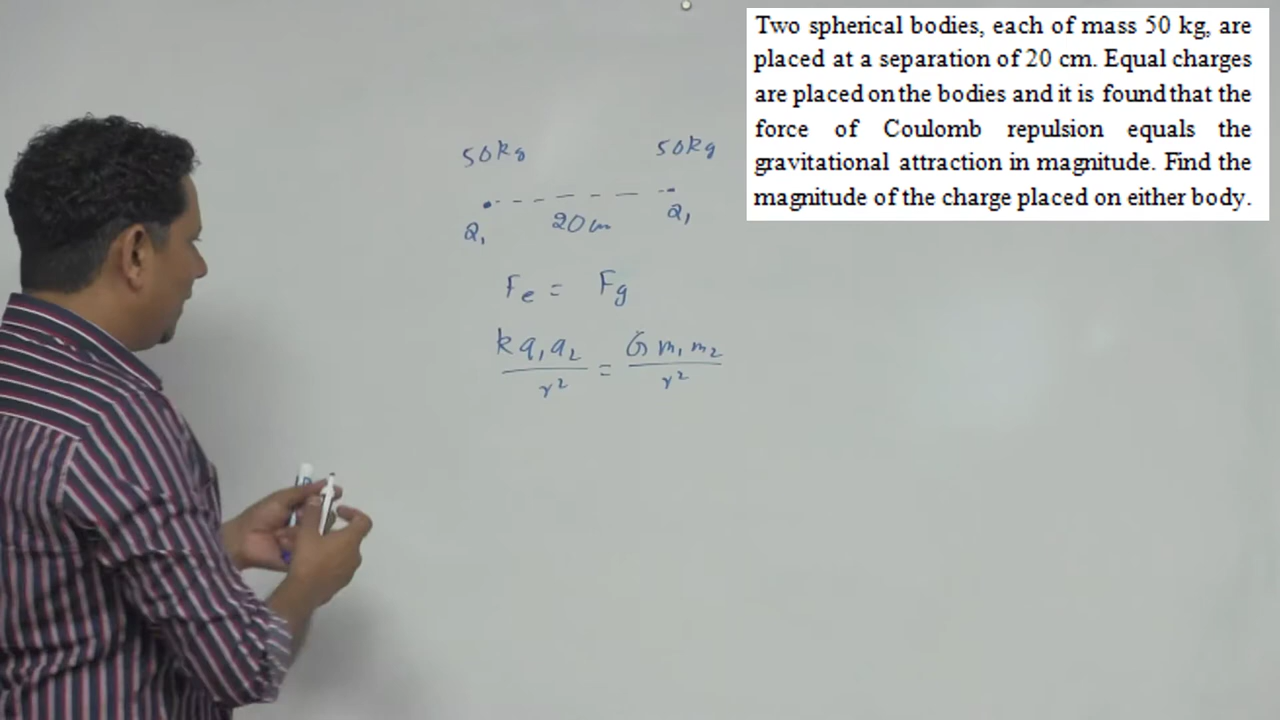 Two spherical bodies, each of mass 50 kg, are
placed at a separation of 20 cm. Equal charges
are placed on the bodies and it is found that the
force of Coulomb repulsion equals the
gravitational attraction in magnitude. Find the
magnitude of the charge placed on either body.
50kg 50kg
q₁ 20cm q₁
Fe = Fg
kq₁q₂/r² = Gm₁m₂/r²